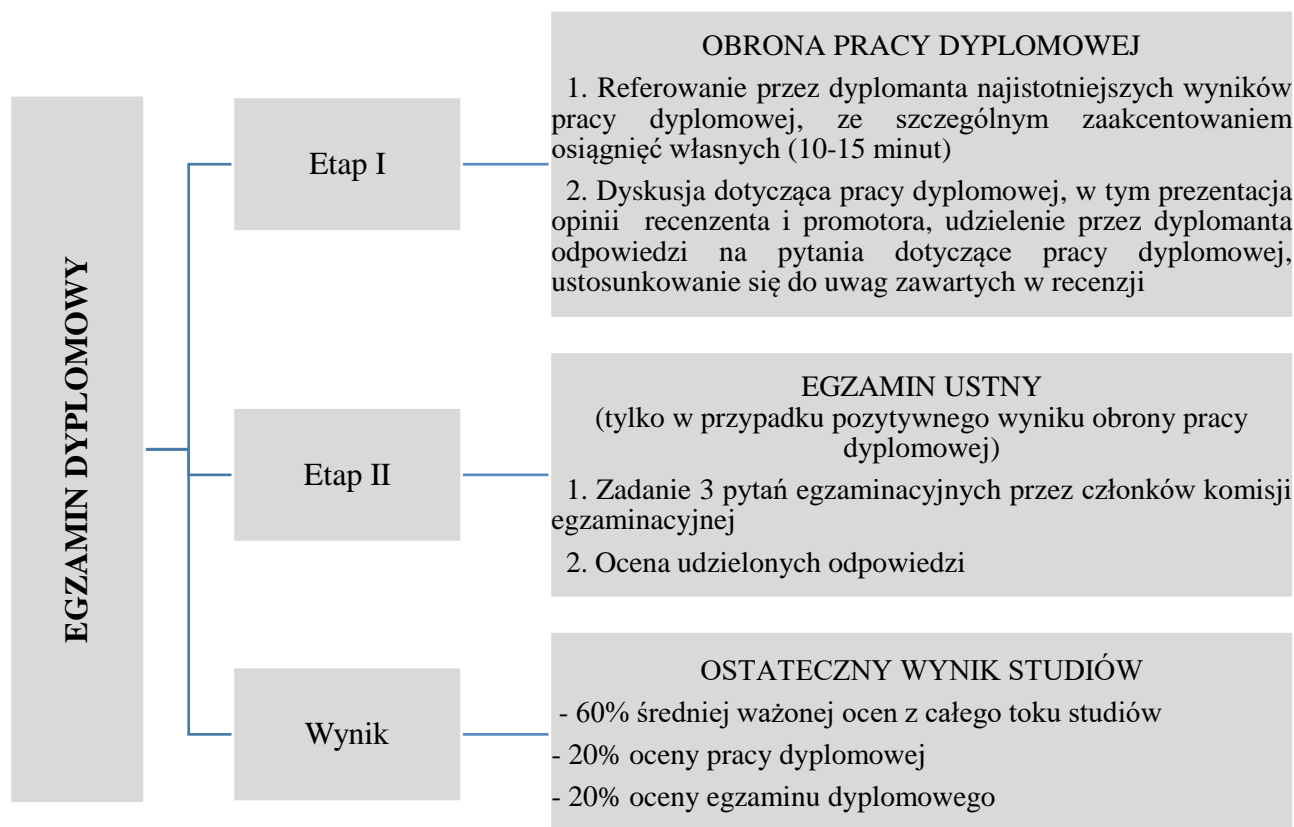 EGZAMIN DYPLOMOWY
Etap I
OBRONA PRACY DYPLOMOWEJ
1. Referowanie przez dyplomanta najistotniejszych wyników
pracy dyplomowej, ze szczególnym zaakcentowaniem
osiągnięć własnych (10-15 minut)
2. Dyskusja dotycząca pracy dyplomowej, w tym prezentacja
opinii recenzenta i promotora, udzielenie przez dyplomanta
odpowiedzi na pytania dotyczące pracy dyplomowej,
ustosunkowanie się do uwag zawartych w recenzji
Etap II
EGZAMIN USTNY
(tylko w przypadku pozytywnego wyniku obrony pracy
dyplomowej)
1. Zadanie 3 pytań egzaminacyjnych przez członków komisji
egzaminacyjnej
2. Ocena udzielonych odpowiedzi
Wynik
OSTATECZNY WYNIK STUDIÓW
- 60% średniej ważonej ocen z całego toku studiów
- 20% oceny pracy dyplomowej
- 20% oceny egzaminu dyplomowego